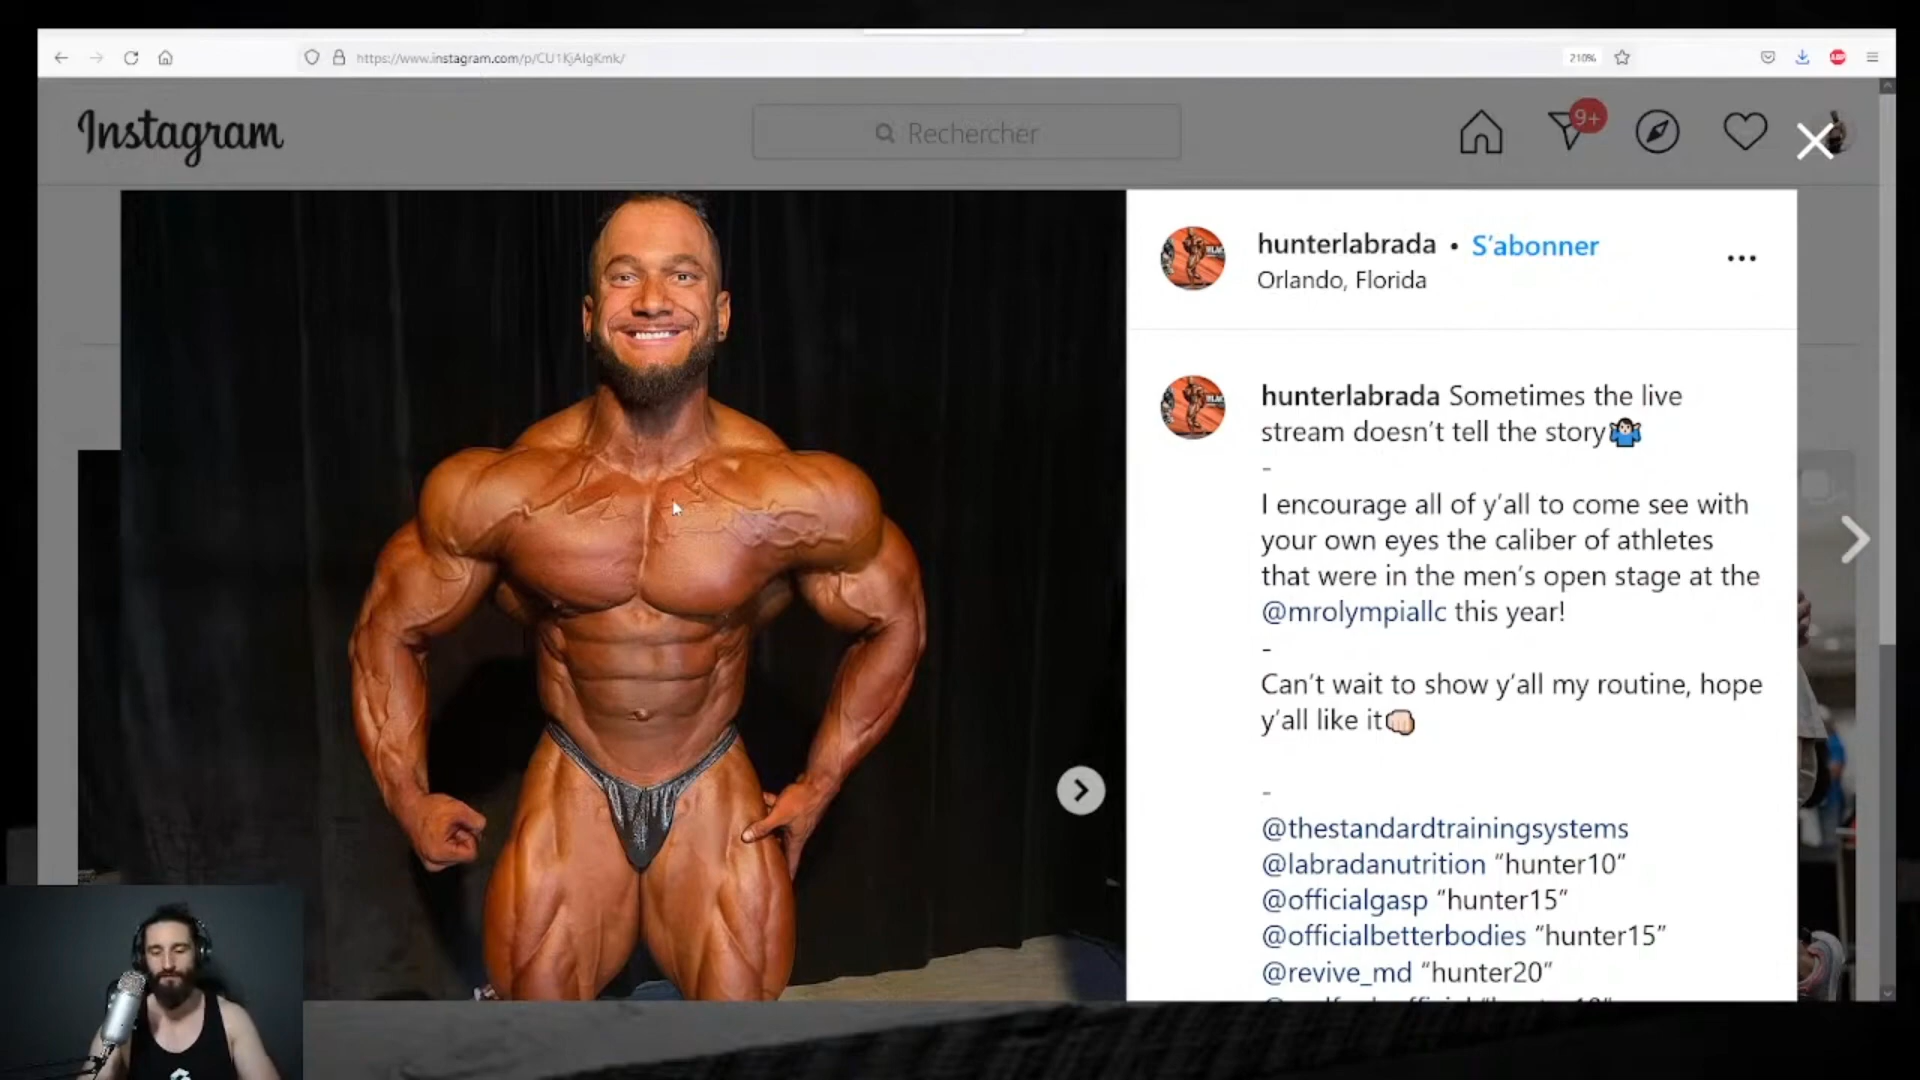 https://www.instagram.com/p/CU1KjAlgKmk/
210%
Instagram
Rechercher
9+
hunterlabrada • S'abonner
Orlando, Florida
hunterlabrada Sometimes the live
stream doesn't tell the story🤷🏻‍♂️
-
I encourage all of y'all to come see with
your own eyes the caliber of athletes
that were in the men's open stage at the
@mrolympiallc this year!
-
Can't wait to show y'all my routine, hope
y'all like it👊🏻
-
@thestandardtrainingsystems
@labradanutrition “hunter10”
@officialgasp “hunter15”
@officialbetterbodies “hunter15”
@revive_md “hunter20”